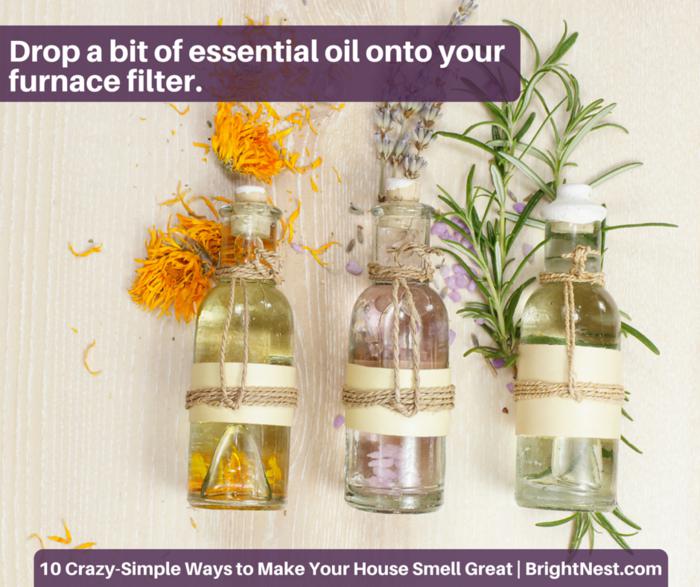 Drop a bit of essential oil onto your
furnace filter.
10 Crazy-Simple Ways to Make Your House Smell Great | BrightNest.com